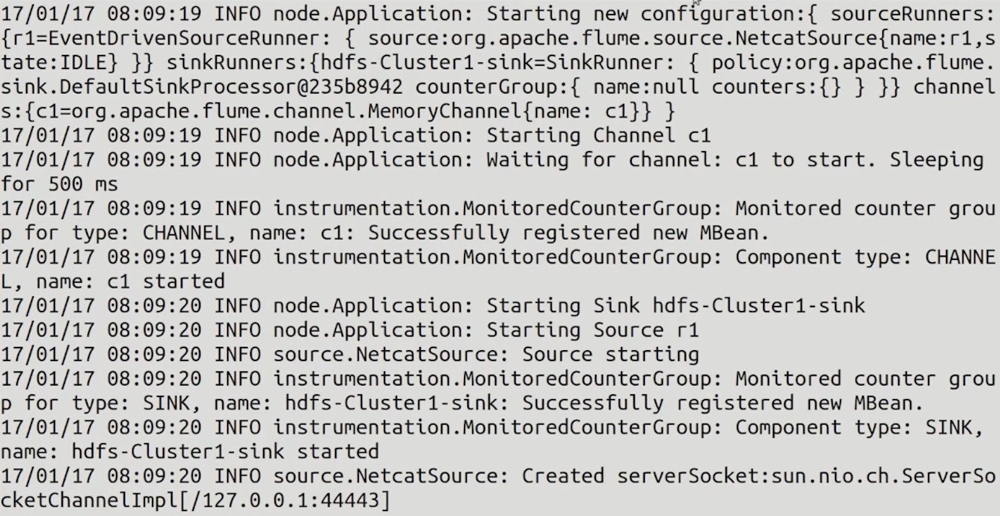 17/01/17 08:09:19 INFO node.Application: Starting new configuration:{ sourceRunners:
{r1=EventDrivenSourceRunner: { source:org.apache.flume.source.NetcatSource{name:r1,s
tate:IDLE} }} sinkRunners:{hdfs-Cluster1-sink=SinkRunner: { policy:org.apache.flume.
sink.DefaultSinkProcessor@235b8942 counterGroup:{ name:null counters:{} } }} channel
s:{c1=org.apache.flume.channel.MemoryChannel{name: c1}} }
17/01/17 08:09:19 INFO node.Application: Starting Channel c1
17/01/17 08:09:19 INFO node.Application: Waiting for channel: c1 to start. Sleeping
for 500 ms
17/01/17 08:09:19 INFO instrumentation.MonitoredCounterGroup: Monitored counter grou
p for type: CHANNEL, name: c1: Successfully registered new MBean.
17/01/17 08:09:19 INFO instrumentation.MonitoredCounterGroup: Component type: CHANNE
L, name: c1 started
17/01/17 08:09:20 INFO node.Application: Starting Sink hdfs-Cluster1-sink
17/01/17 08:09:20 INFO node.Application: Starting Source r1
17/01/17 08:09:20 INFO source.NetcatSource: Source starting
17/01/17 08:09:20 INFO instrumentation.MonitoredCounterGroup: Monitored counter grou
p for type: SINK, name: hdfs-Cluster1-sink: Successfully registered new MBean.
17/01/17 08:09:20 INFO instrumentation.MonitoredCounterGroup: Component type: SINK,
name: hdfs-Cluster1-sink started
17/01/17 08:09:20 INFO source.NetcatSource: Created serverSocket:sun.nio.ch.ServerSo
cketChannelImpl[/127.0.0.1:44443]